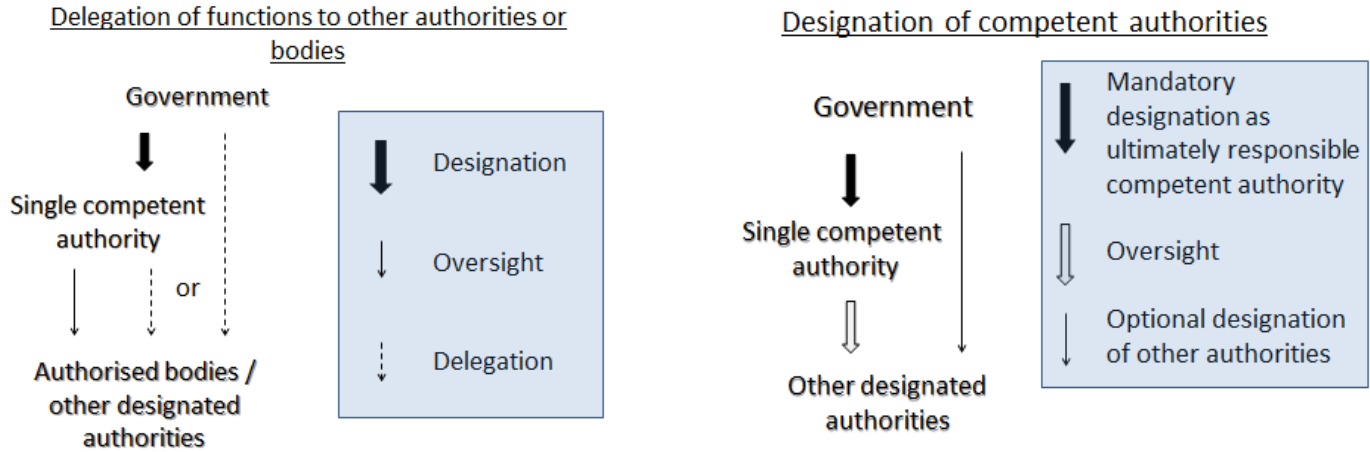 Delegation of functions to other authorities or
bodies
Government
Single competent
authority
or
Authorised bodies /
other designated
authorities
Designation
Oversight
Delegation
Designation of competent authorities
Government
Single competent
authority
Other designated
authorities
Mandatory
designation as
ultimately responsible
competent authority
Oversight
Optional designation
of other authorities